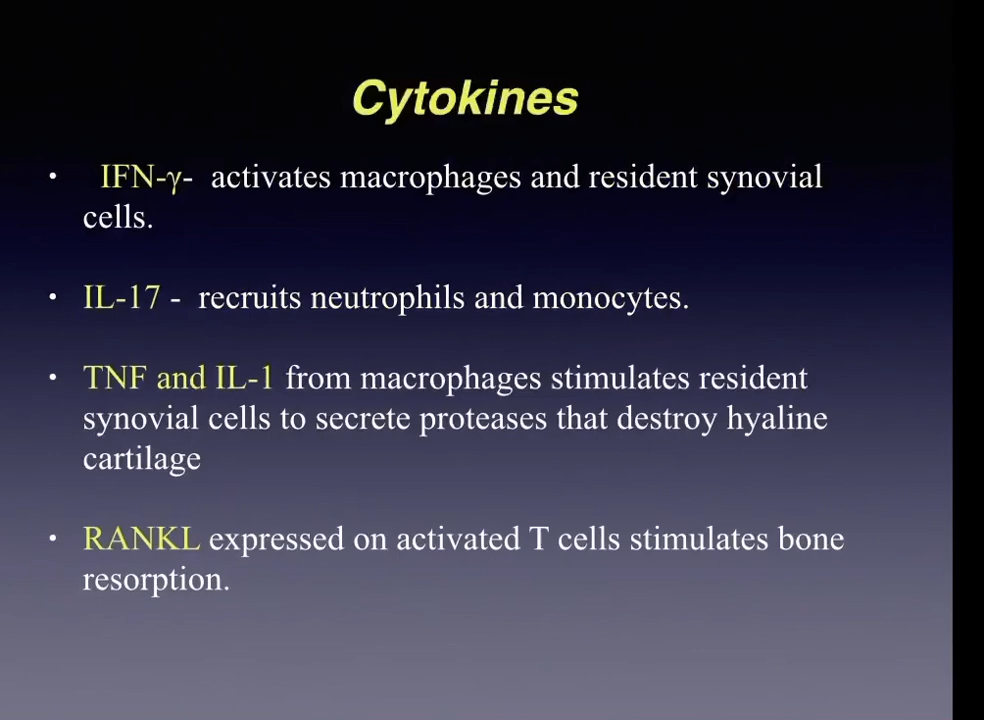 Cytokines
• IFN-γ- activates macrophages and resident synovial
cells.
• IL-17 - recruits neutrophils and monocytes.
• TNF and IL-1 from macrophages stimulates resident
synovial cells to secrete proteases that destroy hyaline
cartilage
• RANKL expressed on activated T cells stimulates bone
resorption.